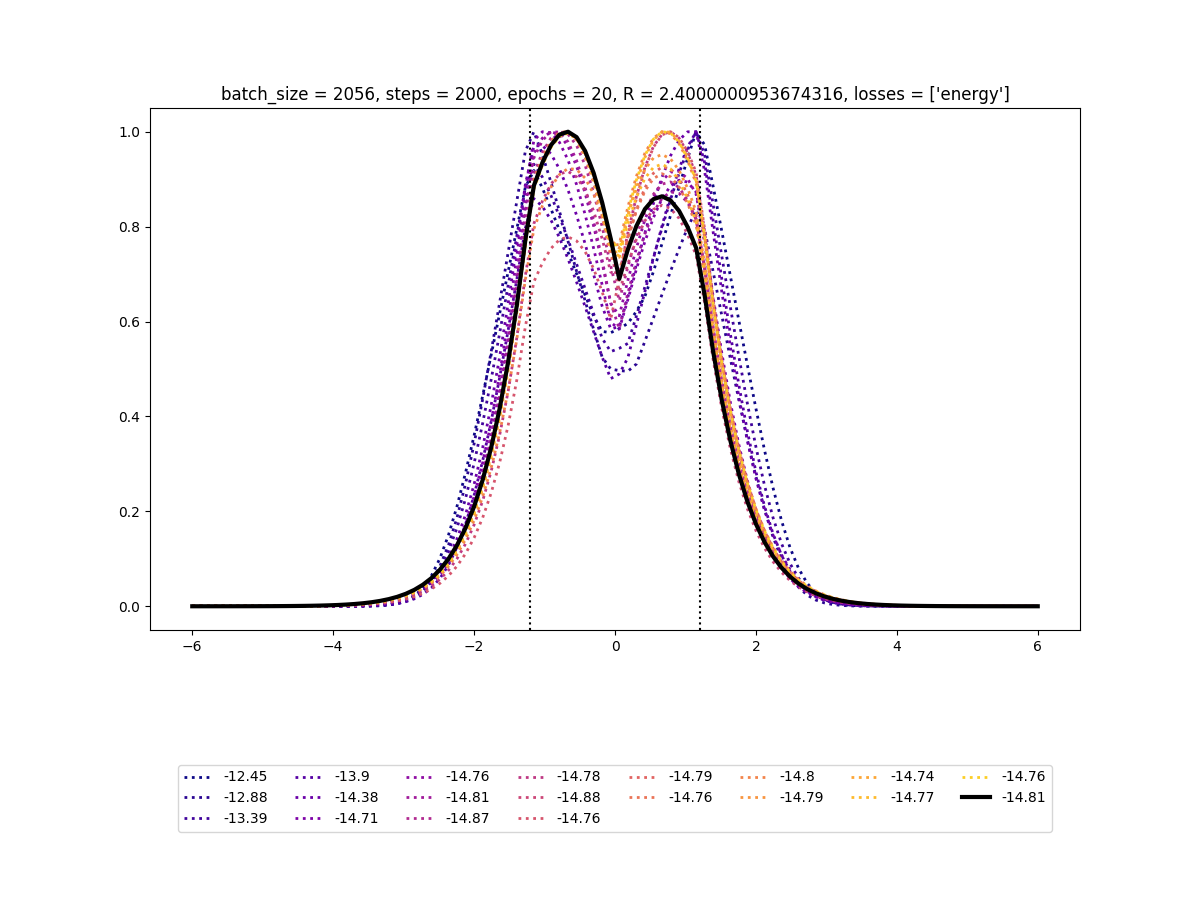 batch_size = 2056, steps = 2000, epochs = 20, R = 2.4000000953674316, losses = ['energy']
1.0
0.8
0.6
0.4
0.2
0.0
−6 −4 −2 0 2 4 6
-12.45 -13.9 -14.76 -14.78 -14.79 -14.8 -14.74 -14.76
-12.88 -14.38 -14.81 -14.88 -14.76 -14.79 -14.77 -14.81
-13.39 -14.71 -14.87 -14.76